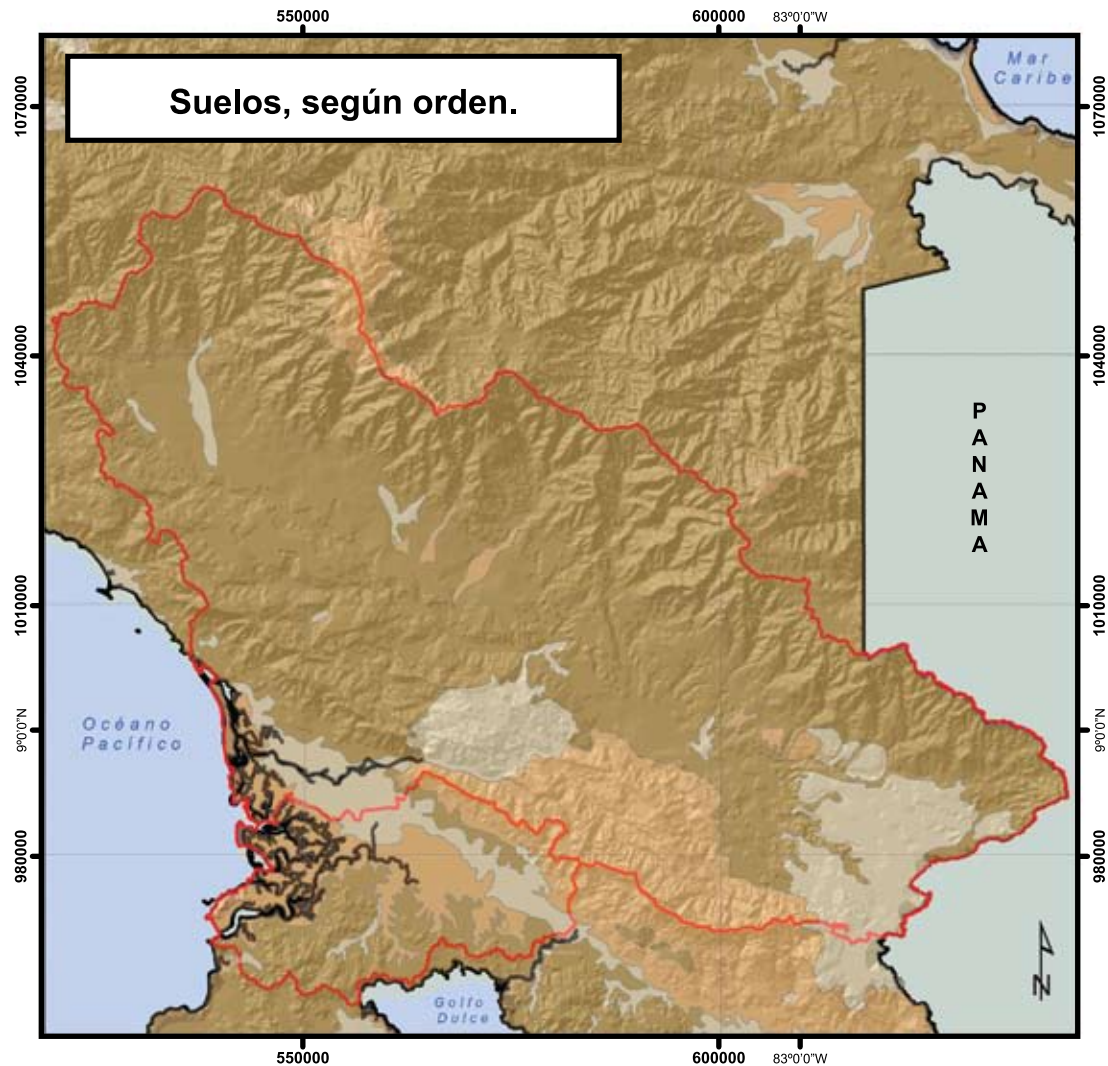 550000
600000
83º0'0"W
Suelos, según orden.
Mar
Caribe
1070000
1070000
1040000
1040000
P
A
N
A
M
A
1010000
1010000
Océano
Pacífico
9º0'0"N
9º0'0"N
980000
980000
Golfo
Dulce
N
550000
600000
83º0'0"W